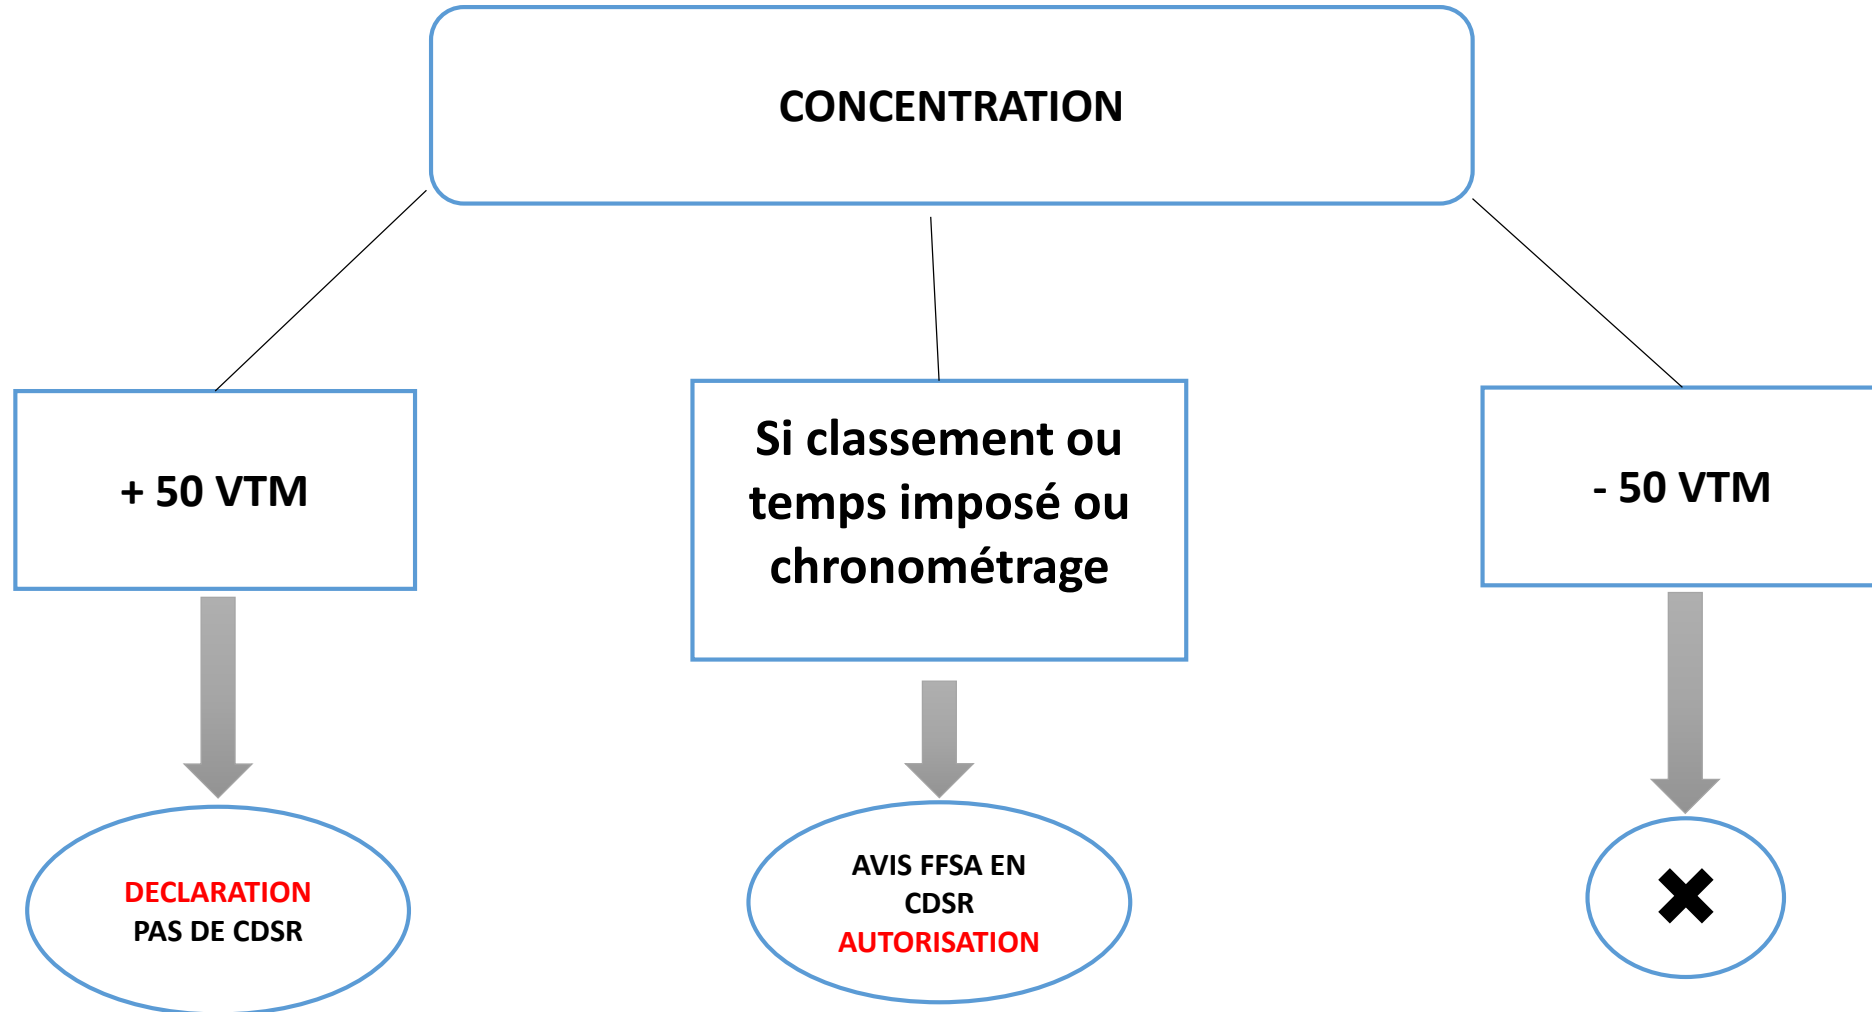 CONCENTRATION
+ 50 VTM
Si classement ou
temps imposé ou
chronométrage
- 50 VTM
DECLARATION
PAS DE CDSR
AVIS FFSA EN
CDSR
AUTORISATION